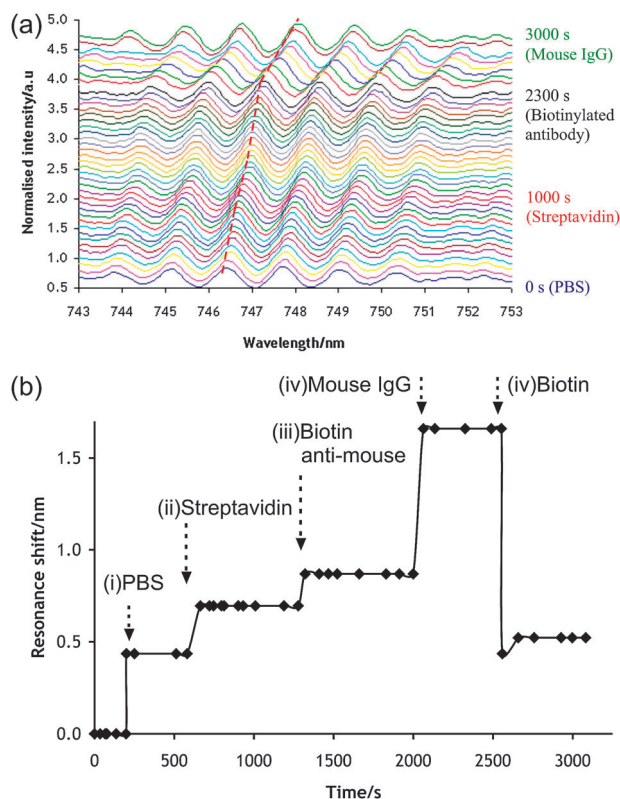 (a)
5.0
4.5
4.0
3.5
3.0
2.5
2.0
1.5
1.0
0.5
Normalised intensity/a.u
743 744 745 746 747 748 749 750 751 752 753
Wavelength/nm
3000 s
(Mouse IgG)
2300 s
(Biotinylated
antibody)
1000 s
(Streptavidin)
0 s (PBS)
(b)
(iv)Mouse IgG
(iv)Biotin
(iii)Biotin
anti-mouse
(ii)Streptavidin
(i)PBS
1.5
1.0
0.5
0.0
Resonance shift/nm
0 500 1000 1500 2000 2500 3000
Time/s